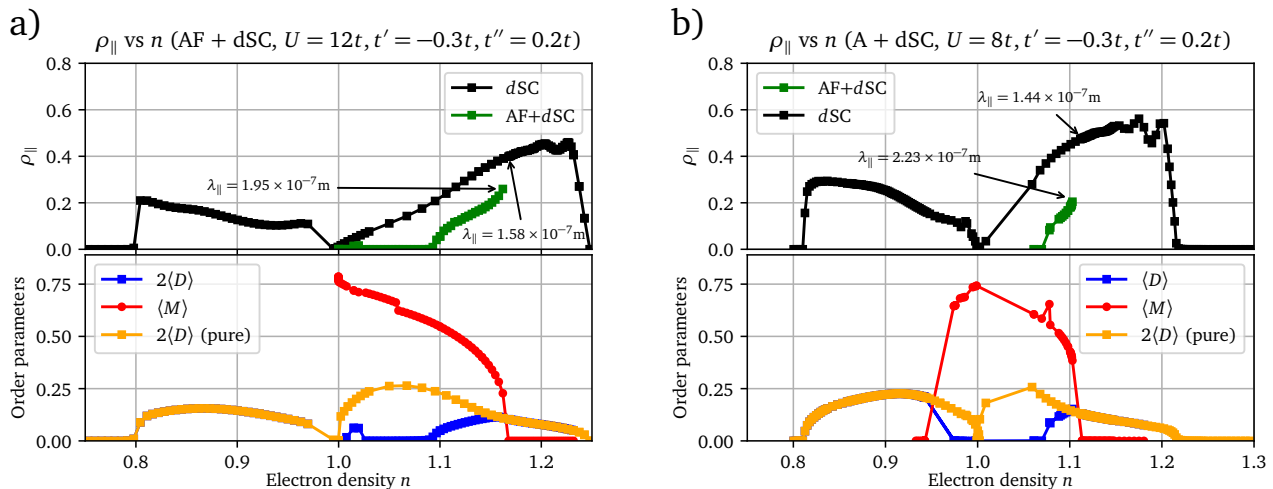 a)
ρ∥ vs n (AF + dSC, U = 12t, t′ = −0.3t, t″ = 0.2t)
0.8
0.6
0.4
0.2
0.0
ρ∥
dSC
AF+dSC
λ∥ = 1.95 × 10⁻⁷m
λ∥ = 1.58 × 10⁻⁷m
0.75
0.50
0.25
0.00
Order parameters
2⟨D⟩
⟨M⟩
2⟨D⟩ (pure)
0.8 0.9 1.0 1.1 1.2
Electron density n
b)
ρ∥ vs n (A + dSC, U = 8t, t′ = −0.3t, t″ = 0.2t)
0.8
0.6
0.4
0.2
0.0
ρ∥
AF+dSC
dSC
λ∥ = 1.44 × 10⁻⁷m
λ∥ = 2.23 × 10⁻⁷m
0.75
0.50
0.25
0.00
Order parameters
⟨D⟩
⟨M⟩
2⟨D⟩ (pure)
0.8 0.9 1.0 1.1 1.2 1.3
Electron density n